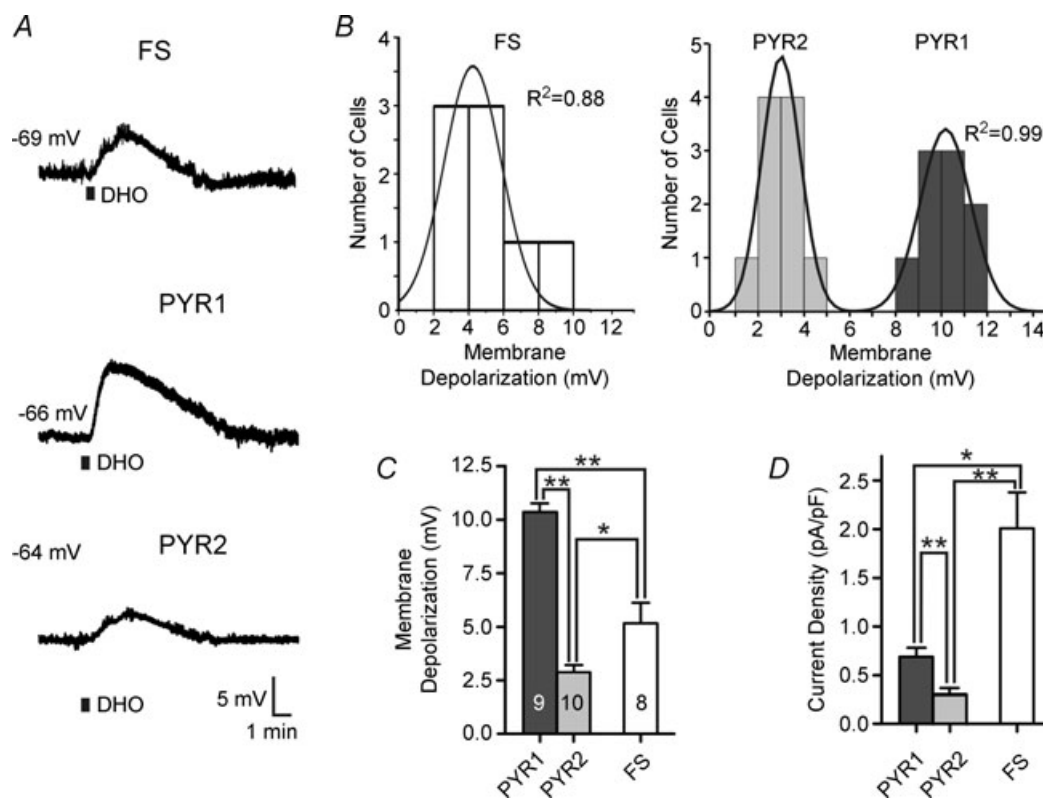 A
FS
-69 mV
DHO
PYR1
-66 mV
DHO
PYR2
-64 mV
DHO
5 mV
1 min
B
FS
R²=0.88
Number of Cells
4
3
2
1
0
0 2 4 6 8 10 12
Membrane
Depolarization (mV)
PYR2
PYR1
R²=0.99
Number of Cells
5
4
3
2
1
0
0 2 4 6 8 10 12 14
Membrane
Depolarization (mV)
C
Membrane
Depolarization (mV)
12.5
10.0
7.5
5.0
2.5
0.0
**
**
*
9
10
8
PYR1
PYR2
FS
D
Current Density (pA/pF)
2.5
2.0
1.5
1.0
0.5
0.0
*
**
**
PYR1
PYR2
FS